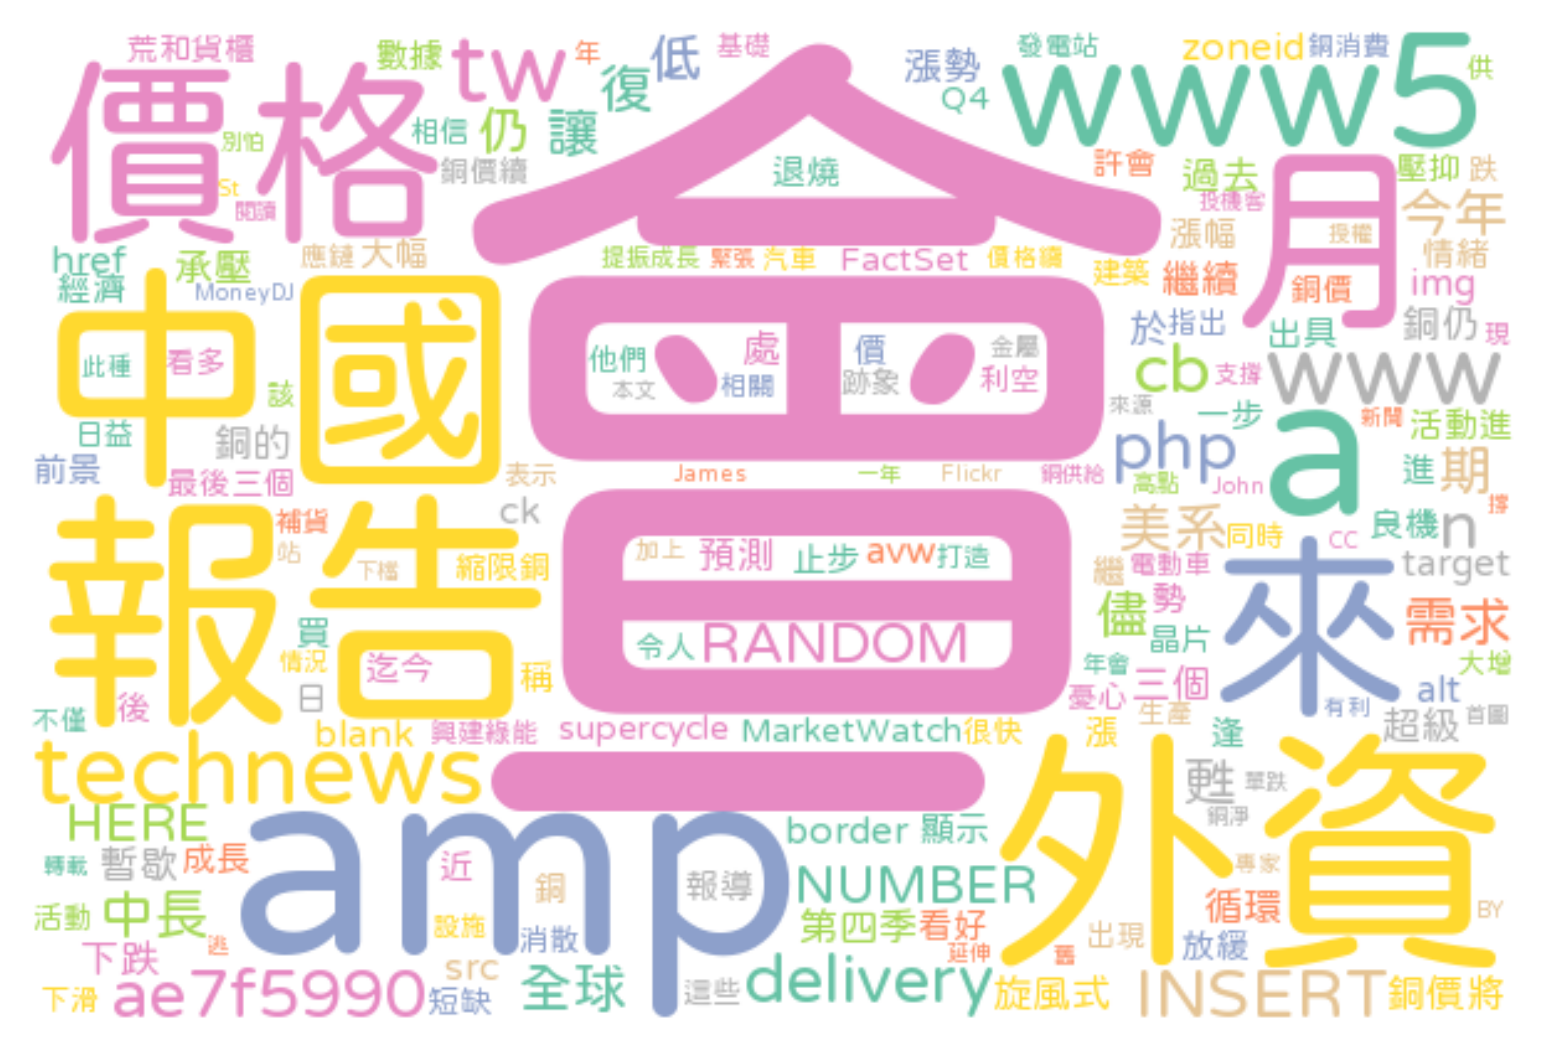 荒和貨櫃 數據 tw 年 復 低 基礎 漲勢 Q4 發電站 zoneid 銅消費 供
價格 別怕 相信 仍 讓 銅價續 St 閱讀 www5
會 退燒 許會 過去 投機客 月 壓抑 跌 今年
href 承壓 應鏈 大幅 提振成長 緊張 汽車 FactSet 價格續 漲幅 授權 情緒
經濟 MoneyDJ 建築 繼續 銅價 img
中國 此種 看多 該 他們 本文 處 相關 價 跡象 金屬 利空 於 指出 出具 銅仍 現
cb 支撐 www
日益 銅的 來源 一步 新聞 活動進
前景 最後三個 表示 James 一年 Flickr 銅供給 php 高點 John a 進 期
報告 補貨 站 下檔 ck 縮限銅 加上 預測 止步 avw 打造 美系 同時 cc 良機 n 撐
繼 電動車 target
買 情況 迄今 稱 令人 RANDOM 儘 勢 晶片 來 需求
日 後 年會 三個 大增
不僅 憂心 生產 有利 alt
blank 興建綠能 supercycle MarketWatch 很快 漲 逢 超級 首圖
technews 外資 甦 單跌
HERE amp border 顯示 銅淨
轉載 暫歇 成長 近 銅 報導 NUMBER 專家
活動 中長 設施 消散 第四季 看好 循環 BY
下跌 逃 延伸 舊 出現 放緩
下滑 ae7f5990 src 短缺 全球 這些 delivery 旋風式 INSERT 銅價將